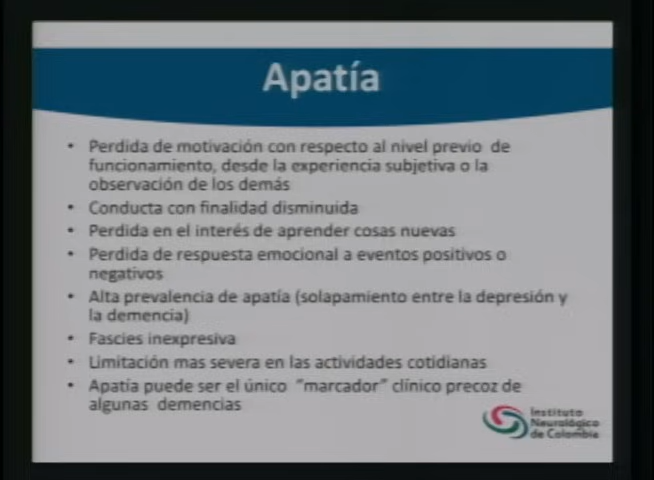 Apatía
• Perdida de motivación con respecto al nivel previo de
funcionamiento, desde la experiencia subjetiva o la
observación de los demás
• Conducta con finalidad disminuida
• Perdida en el interés de aprender cosas nuevas
• Perdida de respuesta emocional a eventos positivos o
negativos
• Alta prevalencia de apatía (solapamiento entre la depresión y
la demencia)
• Fascies inexpresiva
• Limitación mas severa en las actividades cotidianas
• Apatía puede ser el único "marcador" clínico precoz de
algunas demencias
Instituto
Neurológico
de Colombia